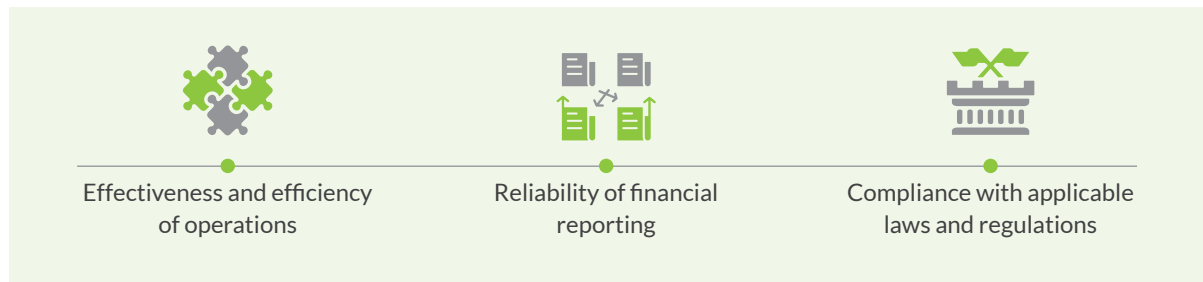 Effectiveness and efficiency
of operations
Reliability of financial
reporting
Compliance with applicable
laws and regulations